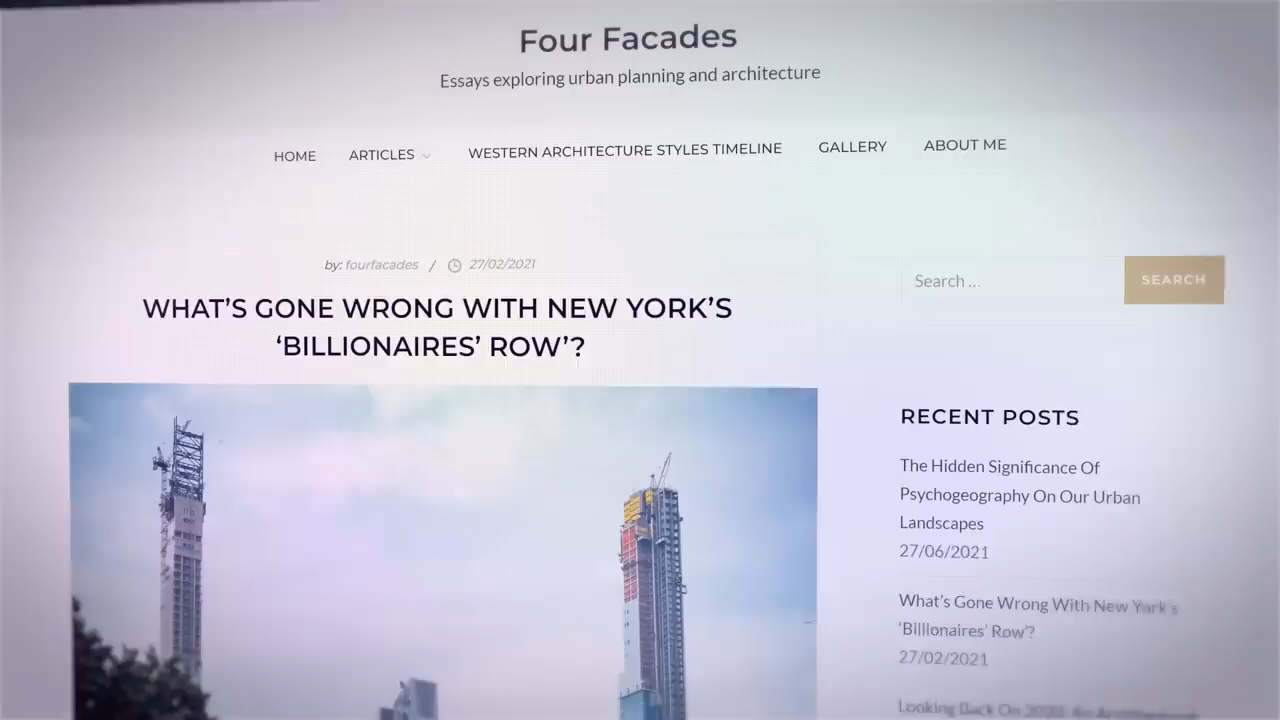 Four Facades
Essays exploring urban planning and architecture
HOME
ARTICLES
WESTERN ARCHITECTURE STYLES TIMELINE
GALLERY
ABOUT ME
by: fourfacades / 27/02/2021
WHAT’S GONE WRONG WITH NEW YORK’S
‘BILLIONAIRES’ ROW’?
Search …
SEARCH
RECENT POSTS
The Hidden Significance Of
Psychogeography On Our Urban
Landscapes
27/06/2021
What’s Gone Wrong With New York’s
‘Billionaires’ Row’?
27/02/2021
Looking Back On 2020: An Architectural